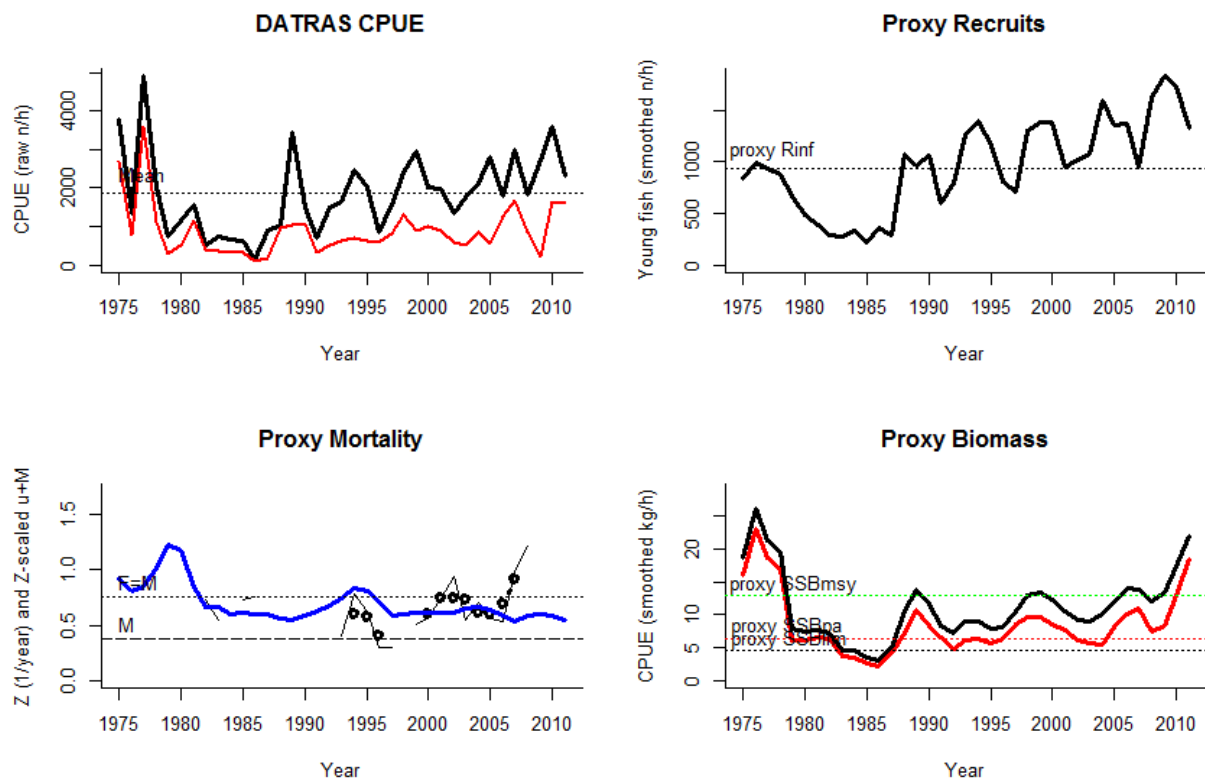 DATRAS CPUE
CPUE (raw n/h)
4000
2000
0
Mean
1975 1980 1985 1990 1995 2000 2005 2010
Year
Proxy Recruits
Young fish (smoothed n/h)
1000
500
0
proxy Rinf
1975 1980 1985 1990 1995 2000 2005 2010
Year
Proxy Mortality
Z (1/year) and Z-scaled u+M
1.5
1.0
0.5
0.0
F=M
M
1975 1980 1985 1990 1995 2000 2005 2010
Year
Proxy Biomass
CPUE (smoothed kg/h)
20
10
5
0
proxy SSBmsy
proxy SSBpa
proxy SSBlim
1975 1980 1985 1990 1995 2000 2005 2010
Year